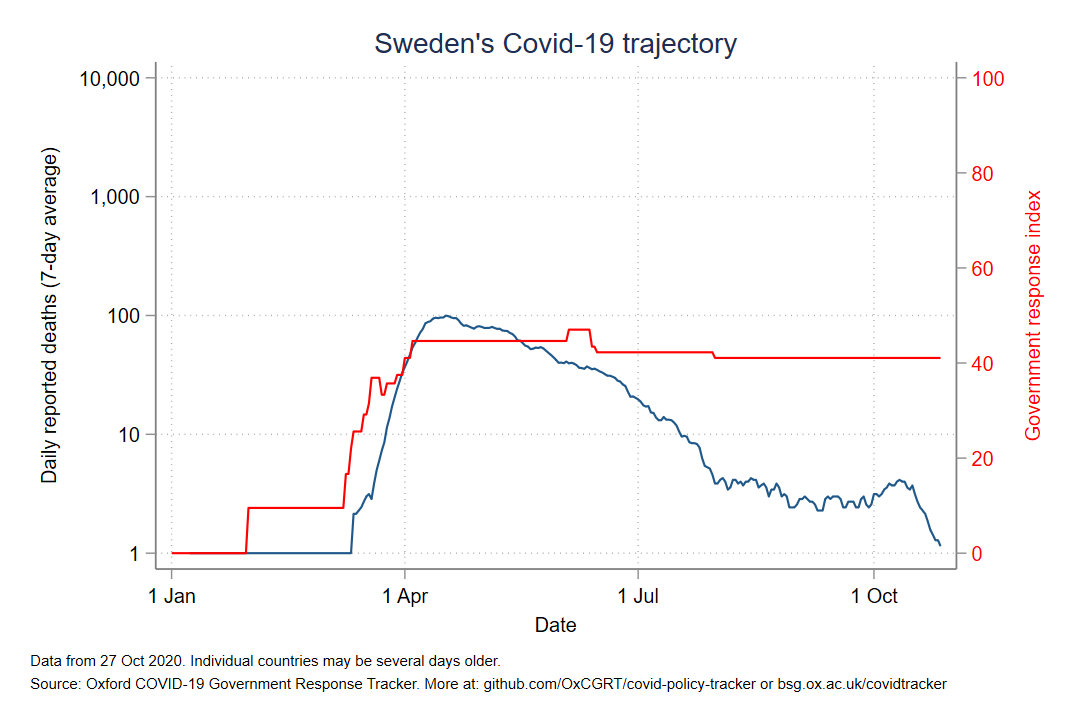 Sweden's Covid-19 trajectory
10,000
1,000
100
10
1
Daily reported deaths (7-day average)
100
80
60
40
20
0
Government response index
1 Jan
1 Apr
1 Jul
1 Oct
Date
Data from 27 Oct 2020. Individual countries may be several days older.
Source: Oxford COVID-19 Government Response Tracker. More at: github.com/OxCGRT/covid-policy-tracker or bsg.ox.ac.uk/covidtracker